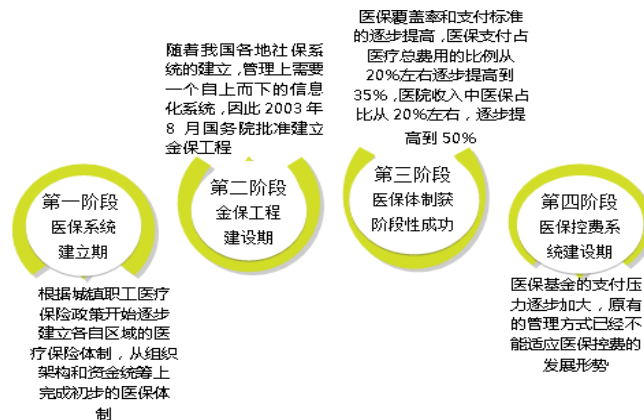 第一阶段
医保系统
建立期
根据城镇职工医疗
保险政策开始逐步
建立各自区域的医
疗保险体制，从组织
架构和资金统筹上
完成初步的医保体
制
随着我国各地社保系
统的建立，管理上需要
一个自上而下的信息
化系统，因此 2003 年
8 月国务院批准建立
金保工程
第二阶段
金保工程
建设期
医保覆盖率和支付标准
的逐步提高，医保支付占
医疗总费用的比例从
20%左右逐步提高到
35%，医院收入中医保占
比从 20%左右，逐步提
高到 50%
第三阶段
医保体制获
阶段性成功
第四阶段
医保控费系
统建设期
医保基金的支付压
力逐步加大，原有
的管理方式已经不
能适应医保控费的
发展形势